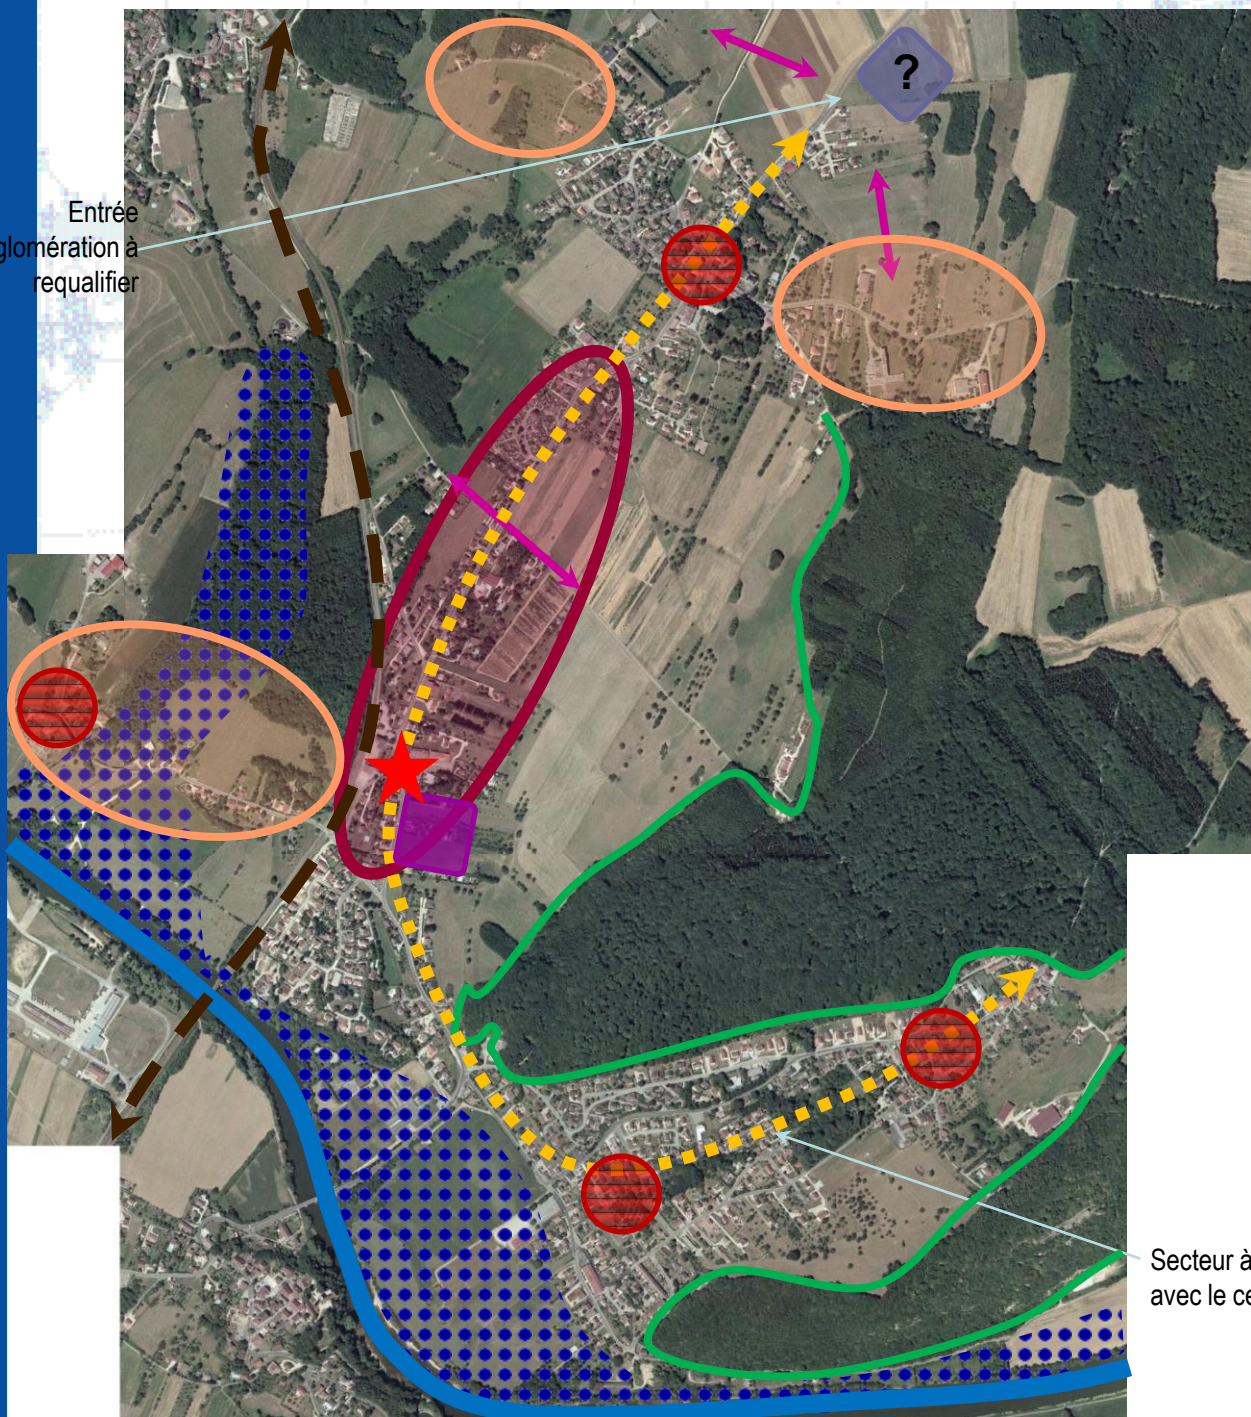 ?
Entrée
glomération à
requalifier
Secteur à
avec le ce